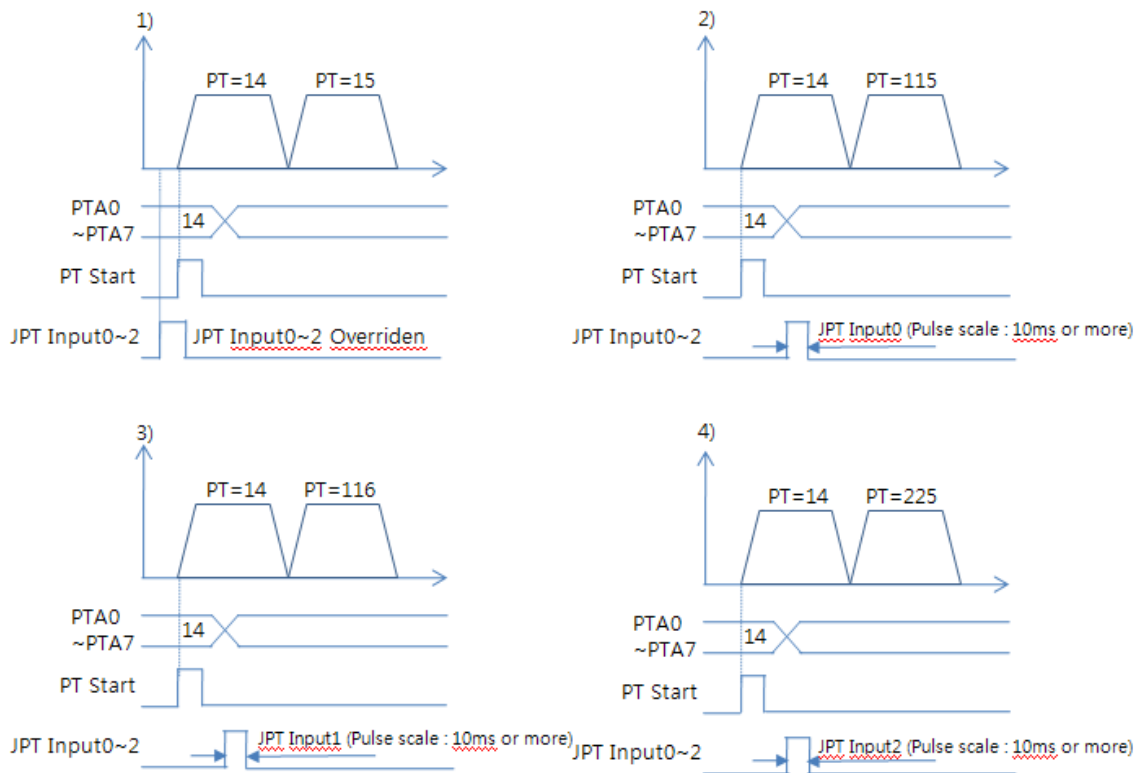 1)
PT=14
PT=15
PTA0
~PTA7
14
PT Start
JPT Input0~2
JPT Input0~2 Overriden
2)
PT=14
PT=115
PTA0
~PTA7
14
PT Start
JPT Input0~2
JPT Input0 (Pulse scale : 10ms or more)
3)
PT=14
PT=116
PTA0
~PTA7
14
PT Start
JPT Input0~2
JPT Input1 (Pulse scale : 10ms or more)
4)
PT=14
PT=225
PTA0
~PTA7
14
PT Start
JPT Input0~2
JPT Input2 (Pulse scale : 10ms or more)